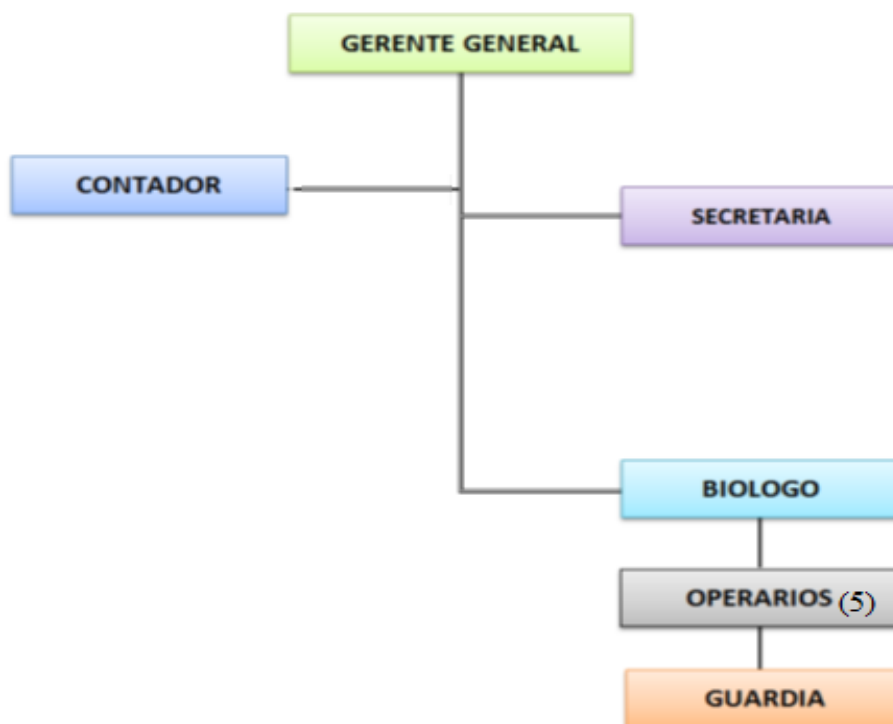 GERENTE GENERAL
CONTADOR
SECRETARIA
BIOLOGO
OPERARIOS (5)
GUARDIA